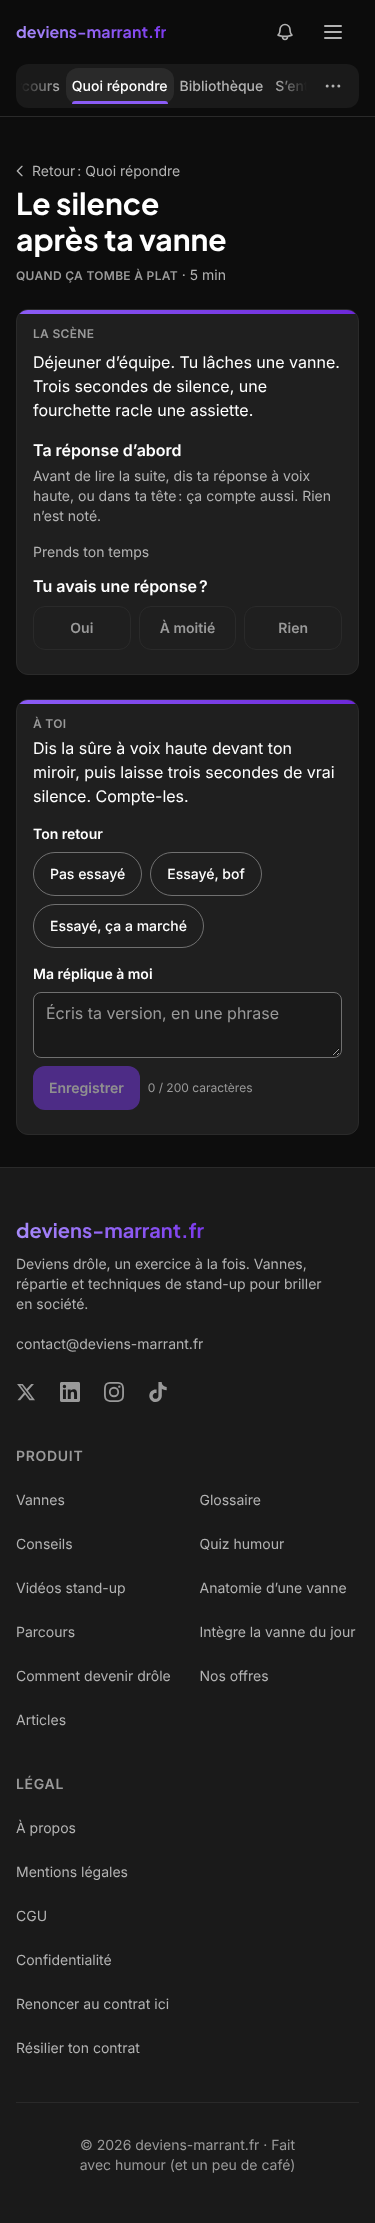 deviens-marrant.fr
cours Quoi répondre Bibliothèque S'en
Retour : Quoi répondre
Le silence
après ta vanne
QUAND ÇA TOMBE À PLAT · 5 min
LA SCÈNE
Déjeuner d'équipe. Tu lâches une vanne.
Trois secondes de silence, une
fourchette racle une assiette.
Ta réponse d'abord
Avant de lire la suite, dis ta réponse à voix
haute, ou dans ta tête : ça compte aussi. Rien
n'est noté.
Prends ton temps
Tu avais une réponse ?
Oui À moitié Rien
À TOI
Dis la sûre à voix haute devant ton
miroir, puis laisse trois secondes de vrai
silence. Compte-les.
Ton retour
Pas essayé Essayé, bof
Essayé, ça a marché
Ma réplique à moi
Écris ta version, en une phrase
Enregistrer 0 / 200 caractères
deviens-marrant.fr
Deviens drôle, un exercice à la fois. Vannes,
répartie et techniques de stand-up pour briller
en société.
contact@deviens-marrant.fr
PRODUIT
Vannes Glossaire
Conseils Quiz humour
Vidéos stand-up Anatomie d'une vanne
Parcours Intègre la vanne du jour
Comment devenir drôle Nos offres
Articles
LÉGAL
À propos
Mentions légales
CGU
Confidentialité
Renoncer au contrat ici
Résilier ton contrat
© 2026 deviens-marrant.fr · Fait
avec humour (et un peu de café)